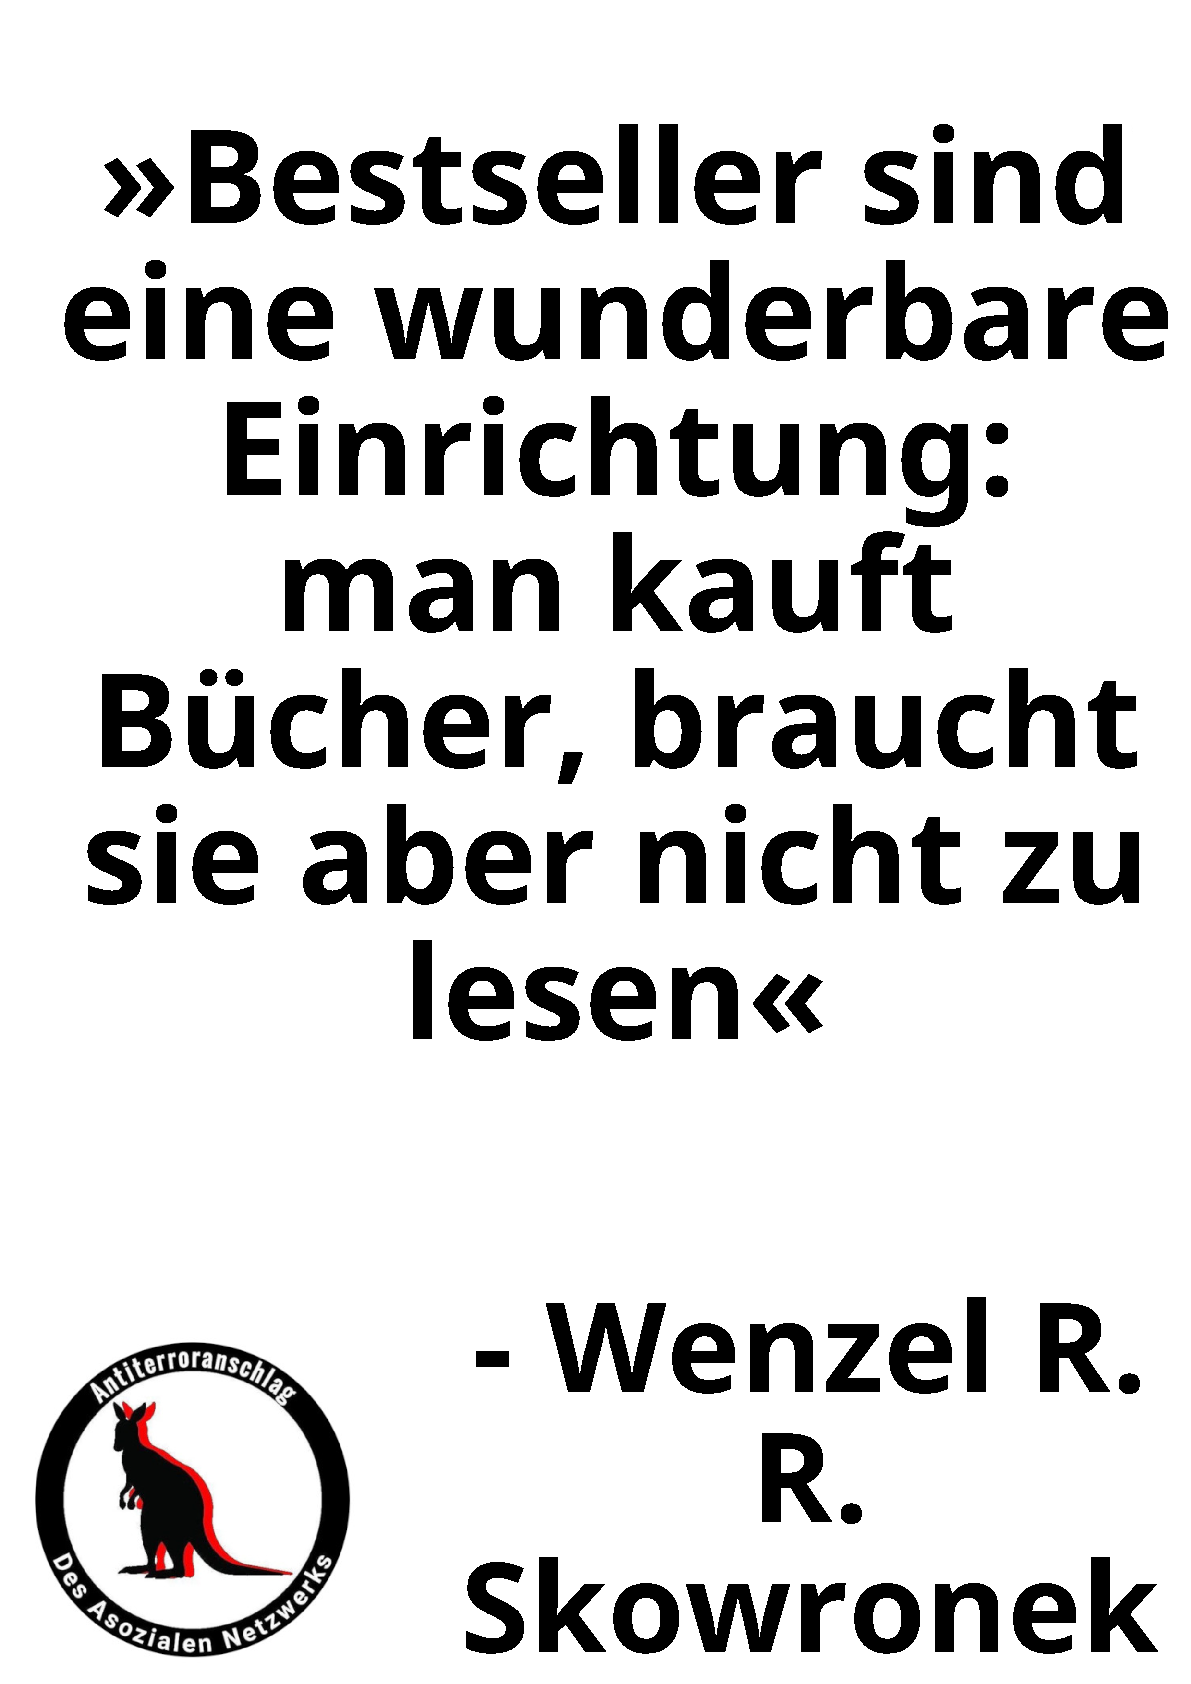 »Bestseller sind
eine wunderbare
Einrichtung:
man kauft
Bücher, braucht
sie aber nicht zu
lesen«
- Wenzel R.
R.
Skowronek
Antiterroranschlag
Des Asozialen Netzwerks